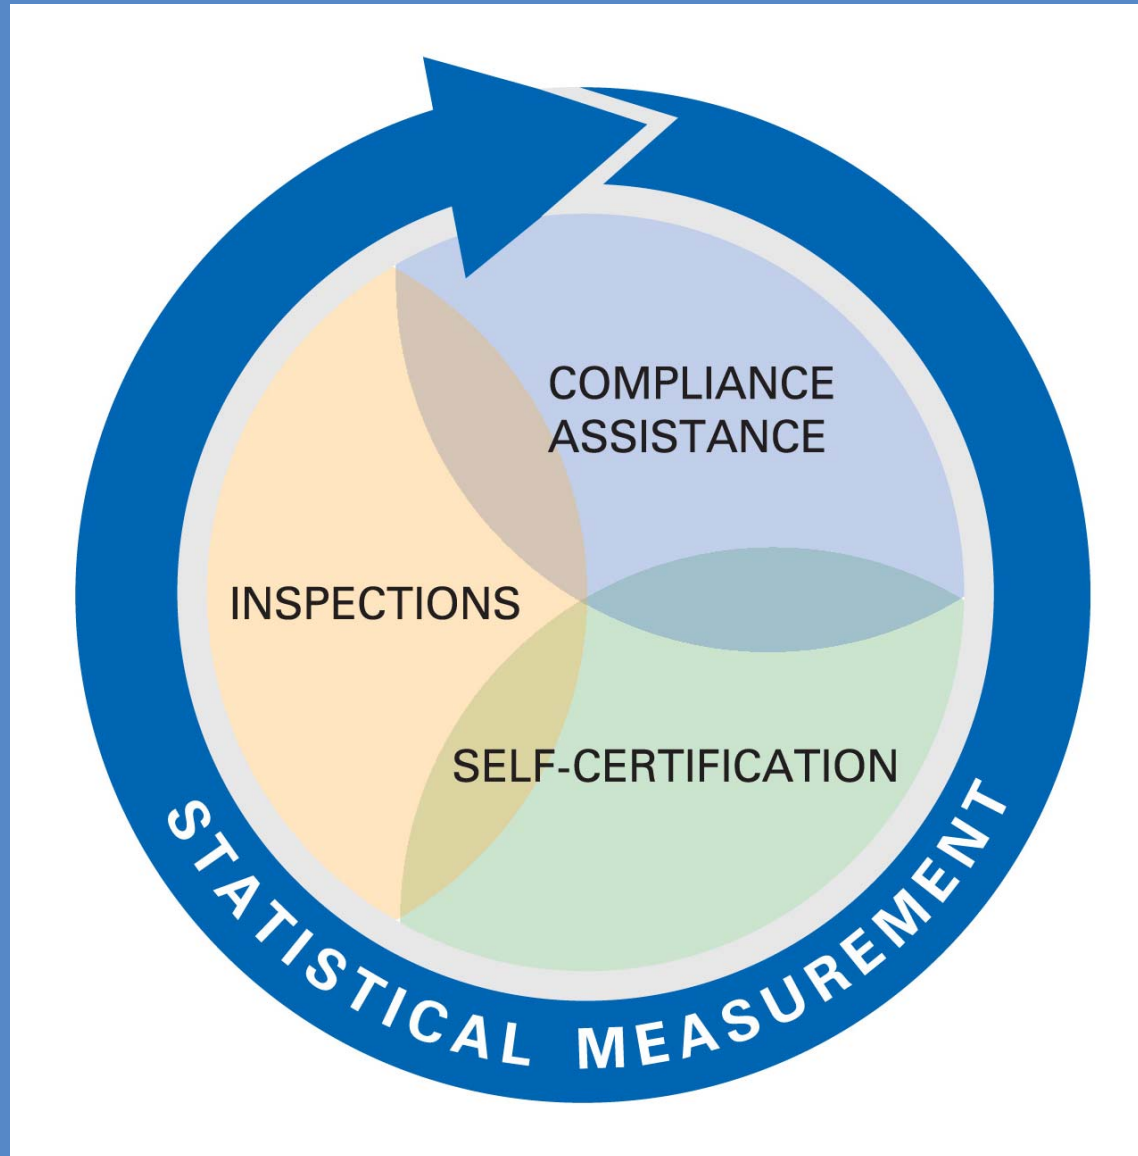 COMPLIANCE
ASSISTANCE
INSPECTIONS
SELF-CERTIFICATION
STATISTICAL MEASUREMENT